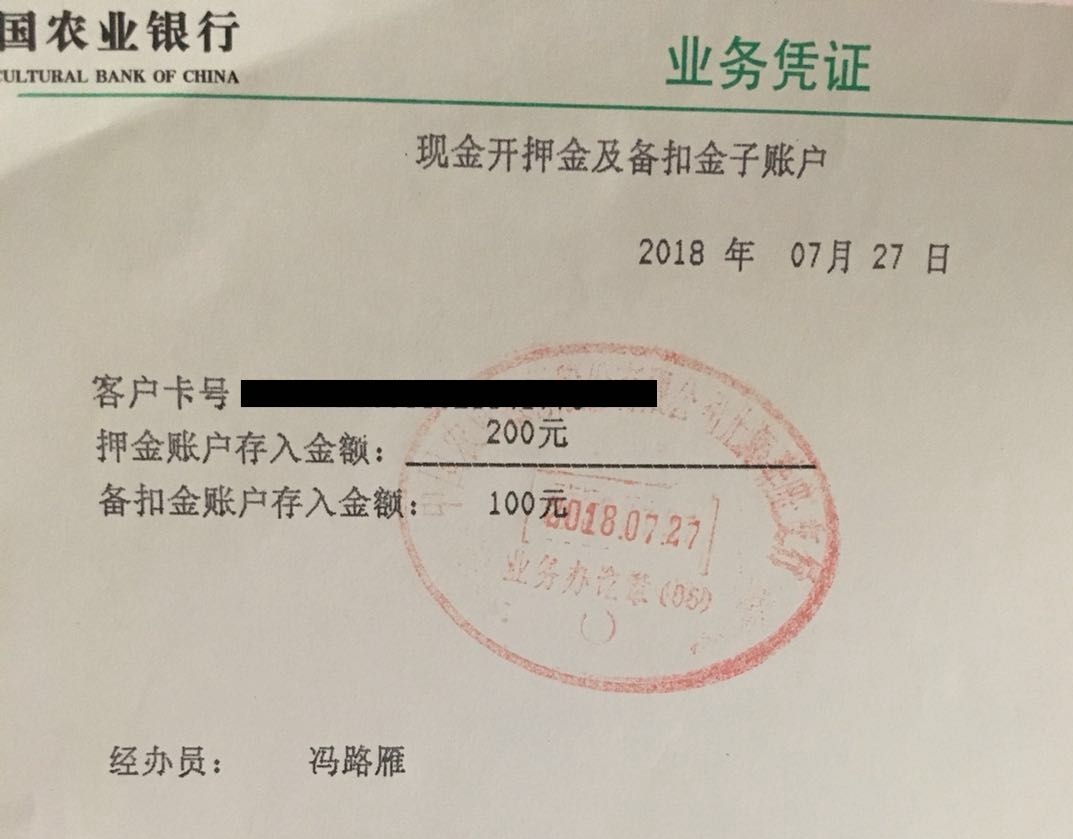 国农业银行
CULTURAL BANK OF CHINA
业务凭证
现金开押金及备扣金子账户
2018 年 07月 27 日
客户卡号
押金账户存入金额: 200元
备扣金账户存入金额: 100元
2018.07.27
业务办讫章(06)
经办员: 冯路雁